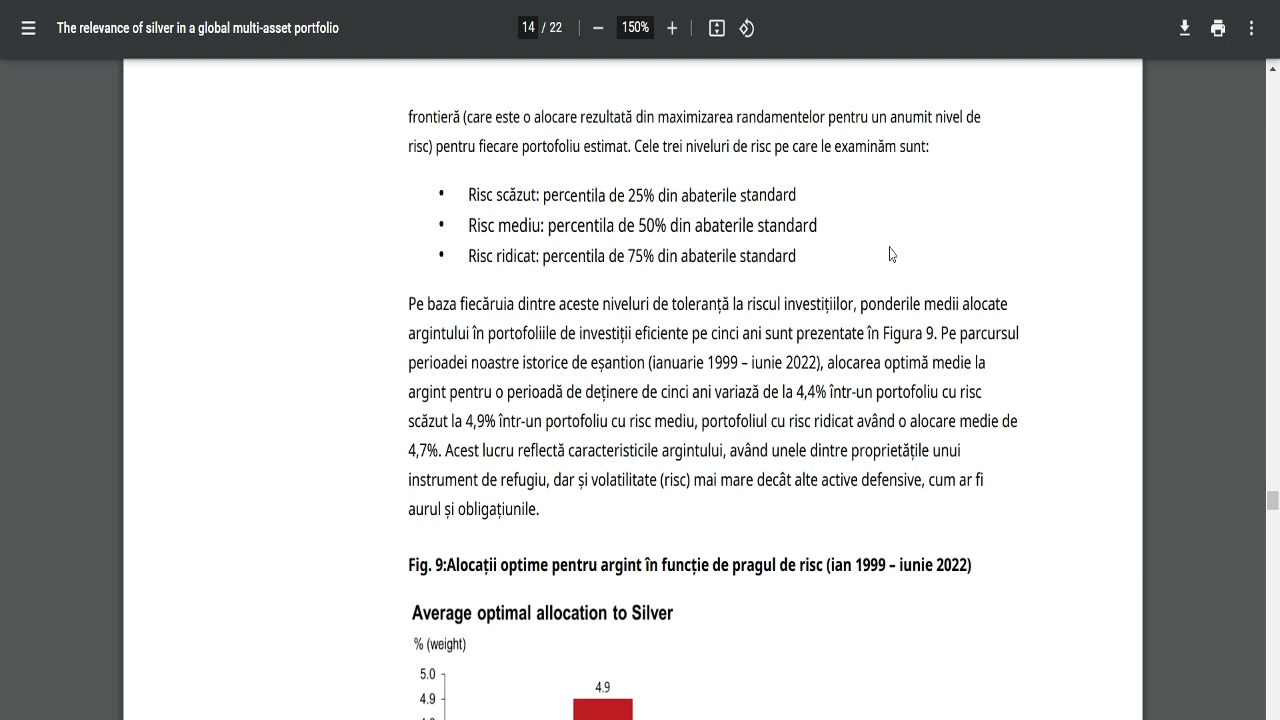 The relevance of silver in a global multi-asset portfolio
14 / 22
150%
frontieră (care este o alocare rezultată din maximizarea randamentelor pentru un anumit nivel de
risc) pentru fiecare portofoliu estimat. Cele trei niveluri de risc pe care le examinăm sunt:
• Risc scăzut: percentila de 25% din abaterile standard
• Risc mediu: percentila de 50% din abaterile standard
• Risc ridicat: percentila de 75% din abaterile standard
Pe baza fiecăruia dintre aceste niveluri de toleranță la riscul investițiilor, ponderile medii alocate
argintului în portofoliile de investiții eficiente pe cinci ani sunt prezentate în Figura 9. Pe parcursul
perioadei noastre istorice de eșantion (ianuarie 1999 – iunie 2022), alocarea optimă medie la
argint pentru o perioadă de deținere de cinci ani variază de la 4,4% într-un portofoliu cu risc
scăzut la 4,9% într-un portofoliu cu risc mediu, portofoliul cu risc ridicat având o alocare medie de
4,7%. Acest lucru reflectă caracteristicile argintului, având unele dintre proprietățile unui
instrument de refugiu, dar și volatilitate (risc) mai mare decât alte active defensive, cum ar fi
aurul și obligațiunile.
Fig. 9:Alocații optime pentru argint în funcție de pragul de risc (ian 1999 – iunie 2022)
Average optimal allocation to Silver
% (weight)
5.0
4.9
4.9